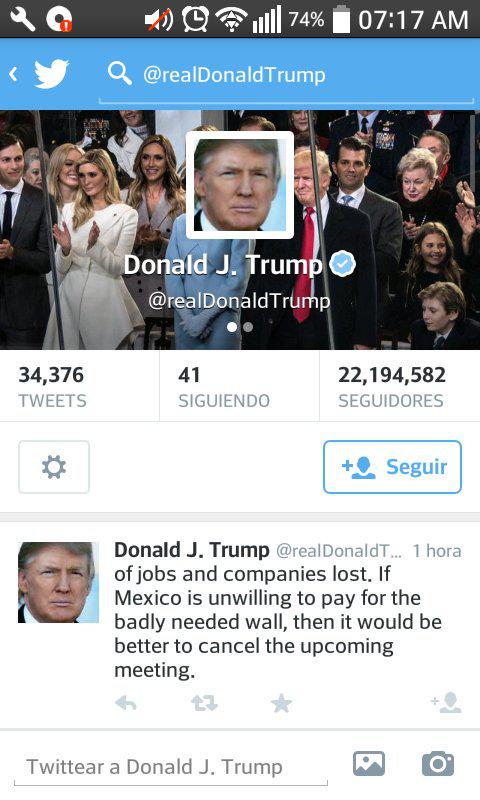 74% 07:17 AM
@realDonaldTrump
Donald J. Trump
@realDonaldTrump
34,376 41 22,194,582
TWEETS SIGUIENDO SEGUIDORES
Seguir
Donald J. Trump @realDonaldT... 1 hora
of jobs and companies lost. If
Mexico is unwilling to pay for the
badly needed wall, then it would be
better to cancel the upcoming
meeting.
Twittear a Donald J. Trump